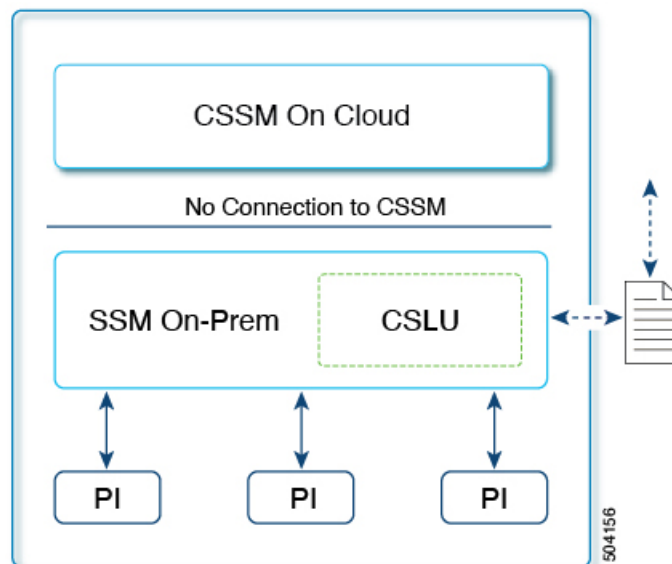 CSSM On Cloud
No Connection to CSSM
SSM On-Prem
CSLU
PI
PI
PI
504156